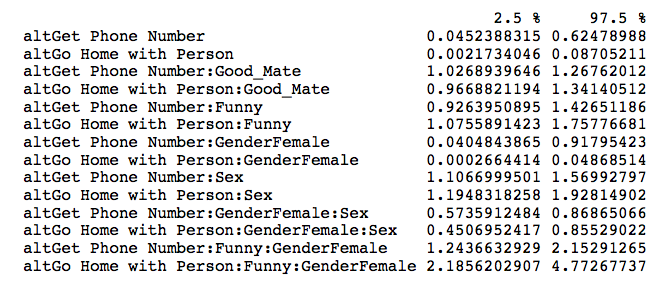 2.5 % 97.5 %
altGet Phone Number 0.0452388315 0.62478988
altGo Home with Person 0.0021734046 0.08705211
altGet Phone Number:Good_Mate 1.0268939646 1.26762012
altGo Home with Person:Good_Mate 0.9668821194 1.34140512
altGet Phone Number:Funny 0.9263950895 1.42651186
altGo Home with Person:Funny 1.0755891423 1.75776681
altGet Phone Number:GenderFemale 0.0404843865 0.91795423
altGo Home with Person:GenderFemale 0.0002664414 0.04868514
altGet Phone Number:Sex 1.1066999501 1.56992797
altGo Home with Person:Sex 1.1948318258 1.92814902
altGet Phone Number:GenderFemale:Sex 0.5735912484 0.86865066
altGo Home with Person:GenderFemale:Sex 0.4506952417 0.85529022
altGet Phone Number:Funny:GenderFemale 1.2436632929 2.15291265
altGo Home with Person:Funny:GenderFemale 2.1856202907 4.77267737